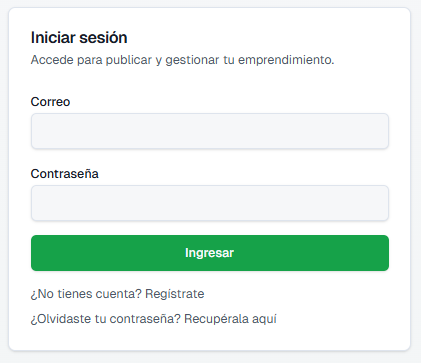 Iniciar sesión
Accede para publicar y gestionar tu emprendimiento.
Correo
Contraseña
Ingresar
¿No tienes cuenta? Regístrate
¿Olvidaste tu contraseña? Recupérala aquí